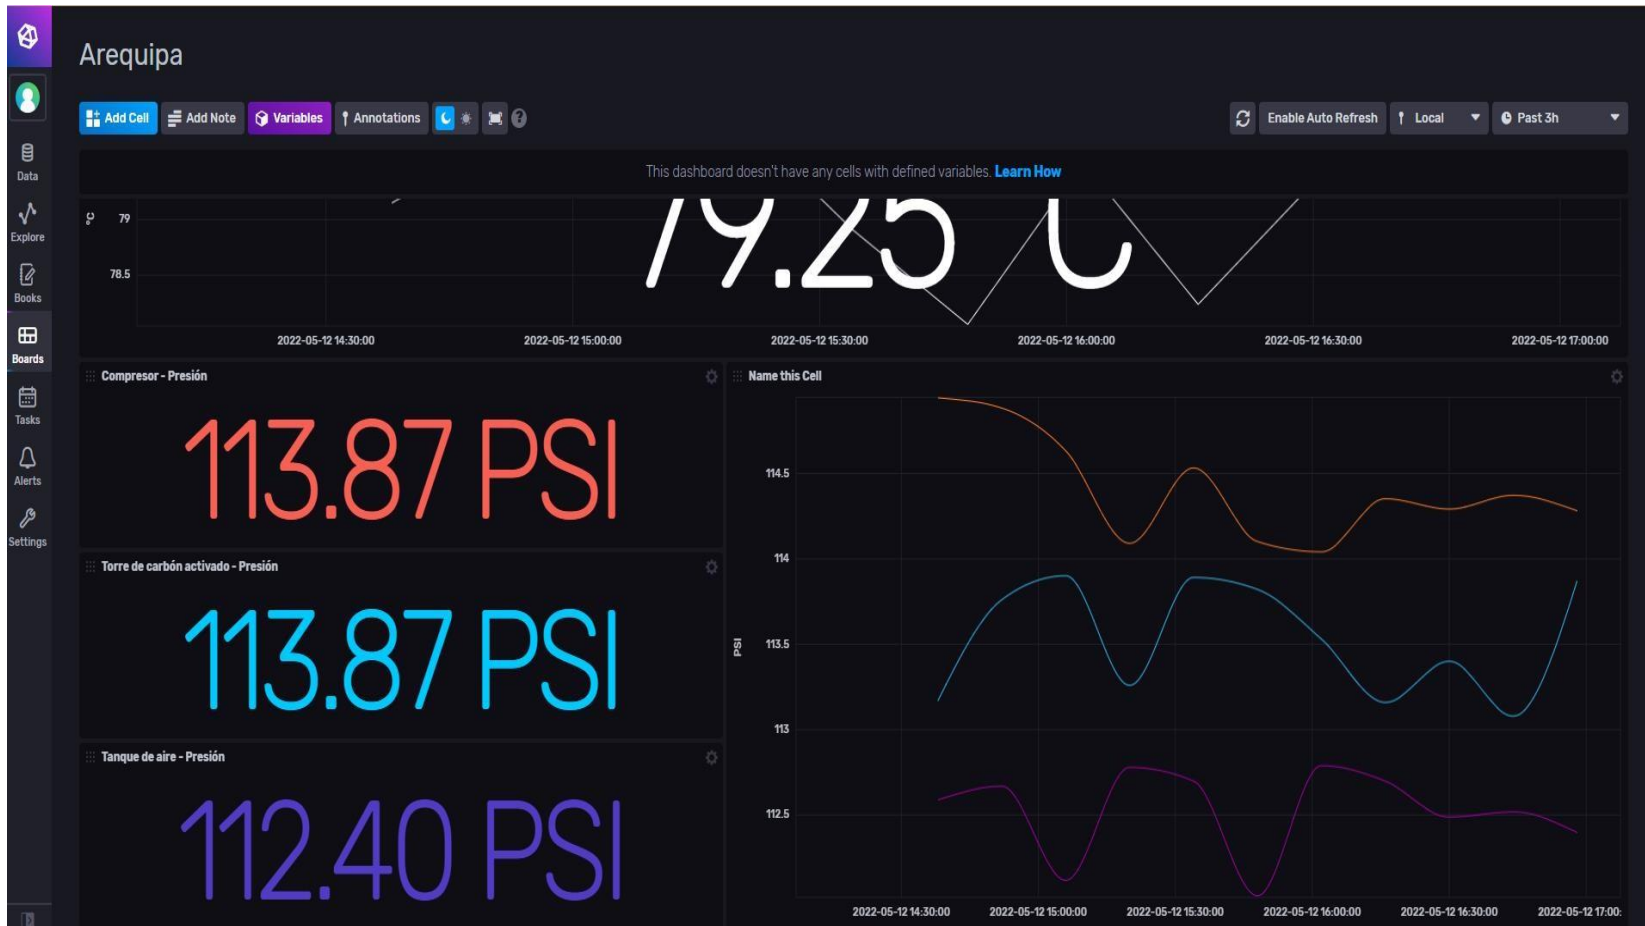 Arequipa
Add Cell
Add Note
Variables
Annotations
?
Enable Auto Refresh
Local
Past 3h
Data
Explore
Books
Boards
Tasks
Alerts
Settings
This dashboard doesn't have any cells with defined variables. Learn How
°C
79
78.5
79.25 °C
2022-05-12 14:30:00
2022-05-12 15:00:00
2022-05-12 15:30:00
2022-05-12 16:00:00
2022-05-12 16:30:00
2022-05-12 17:00:00
Compresor - Presión
113.87 PSI
Torre de carbón activado - Presión
113.87 PSI
Tanque de aire - Presión
112.40 PSI
Name this Cell
PSI
114.5
114
113.5
113
112.5
2022-05-12 14:30:00
2022-05-12 15:00:00
2022-05-12 15:30:00
2022-05-12 16:00:00
2022-05-12 16:30:00
2022-05-12 17:00: